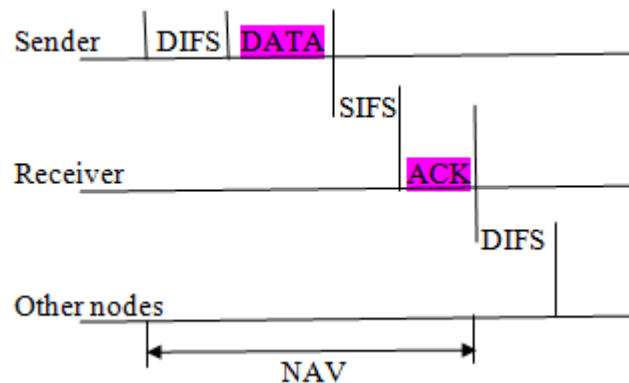 Sender DIFS DATA
SIFS
Receiver ACK
DIFS
Other nodes
NAV